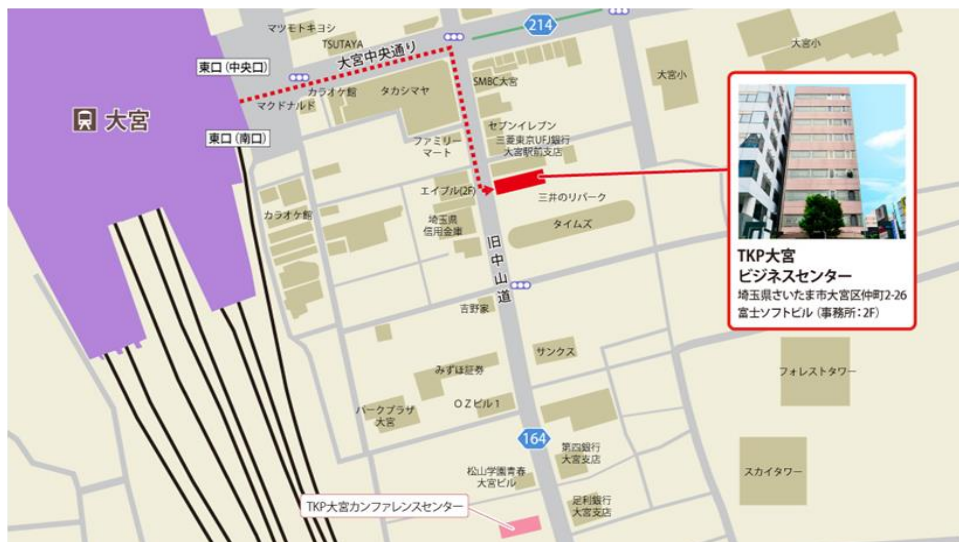 マツモトキヨシ
TSUTAYA
大宮中央通り
214
大宮小
大宮小
東口(中央口)
SMBC大宮
カラオケ館
タカシマヤ
マクドナルド
大宮
東口(南口)
ファミリー
マート
セブンイレブン
三菱東京UFJ銀行
大宮駅前支店
エイブル(2F)
三井のリパーク
カラオケ館
埼玉県
信用金庫
タイムズ
旧中山道
TKP大宮
ビジネスセンター
埼玉県さいたま市大宮区仲町2-26
富士ソフトビル(事務所:2F)
吉野家
サンクス
みずほ証券
フォレストタワー
パークプラザ
大宮
OZビル1
164
第四銀行
大宮支店
松山学園青春
大宮ビル
スカイタワー
TKP大宮カンファレンスセンター
足利銀行
大宮支店